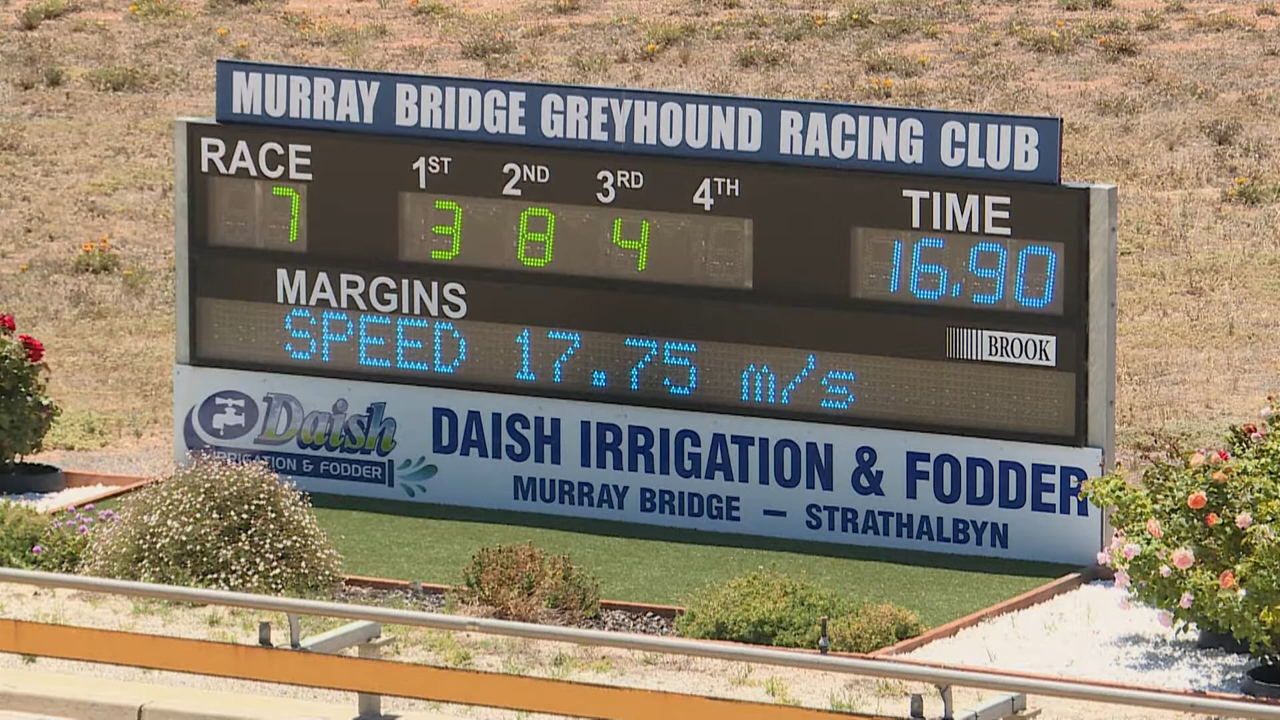 MURRAY BRIDGE GREYHOUND RACING CLUB
RACE 1ST 2ND 3RD 4TH TIME
7 3 8 4 16.90
MARGINS
BROOK
SPEED 17.75 m/s
Daish
IRRIGATION & FODDER
DAISH IRRIGATION & FODDER
MURRAY BRIDGE – STRATHALBYN